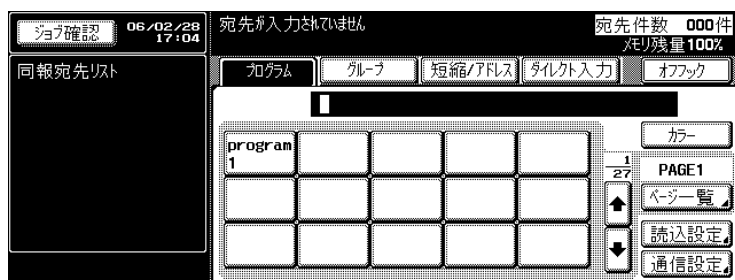 ジョブ確認
06/02/28
17:04
宛先が入力されていません
宛先件数 000件
メモリ残量100%
同報宛先リスト
プログラム
グループ
短縮/アドレス
ダイレクト入力
オフフック
program
1
カラー
1
27
PAGE1
ページ一覧
読込設定
通信設定